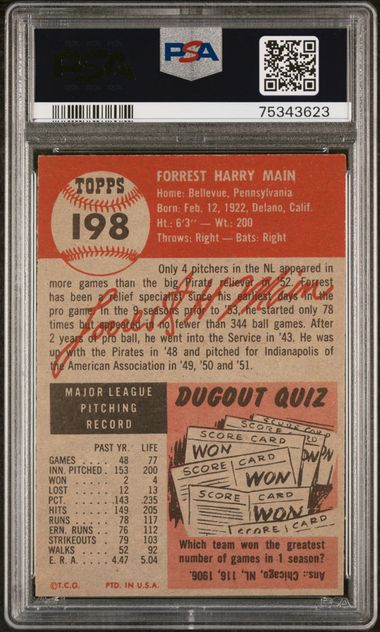 PSA
PSA
75343623
TOPPS
198
FORREST HARRY MAIN
Home: Bellevue, Pennsylvania
Born: Feb. 12, 1922, Delano, Calif.
Ht.: 6'3" — Wt.: 200
Throws: Right — Bats: Right
Only 4 pitchers in the NL appeared in
more games than the big Pirate reliever in '52. Forrest
has been a relief specialist since his earliest days in the
pro game. In the 9 seasons prior to '53, he started only 78
times but appeared in no fewer than 344 ball games. After
2 years of pro ball, he went into the Service in '43. He was
up with the Pirates in '48 and pitched for Indianapolis of
the American Association in '49, '50 and '51.
Forrest H. Main
MAJOR LEAGUE
PITCHING
RECORD
PAST YR. LIFE
GAMES 48 77
INN. PITCHED 153 200
WON 2 4
LOST 12 13
PCT. .143 .235
HITS 149 205
RUNS 78 117
ERN. RUNS 76 112
STRIKEOUTS 79 103
WALKS 52 92
E. R. A. 4.47 5.04
©T.C.G. PTD. IN U.S.A.
DUGOUT QUIZ
SCORE CARD
WON
SCORE CARD
WON
SCORE CARD
WON
SCORE CARD
Which team won the greatest
number of games in 1 season?
Ans.: Chicago, NL, 116, 1906.